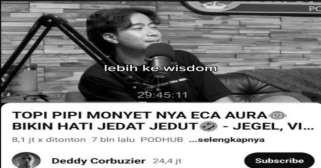 lebih ke wisdom
29:45:11
TOPI PIPI MONYET NYA ECA AURA
BIKIN HATI JEDAT JEDUT - JEGEL, VI...
8,1 jt x ditonton 7 bln lalu PODHUB ...selengkapnya
Deddy Corbuzier 24,4 jt
Subscribe